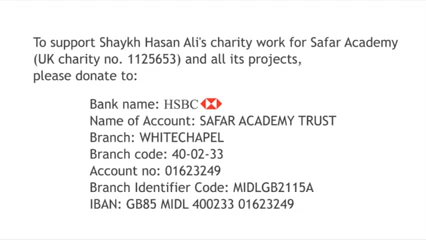 To support Shaykh Hasan Ali's charity work for Safar Academy
(UK charity no. 1125653) and all its projects,
please donate to:
Bank name: HSBC
Name of Account: SAFAR ACADEMY TRUST
Branch: WHITECHAPEL
Branch code: 40-02-33
Account no: 01623249
Branch Identifier Code: MIDLGB2115A
IBAN: GB85 MIDL 400233 01623249